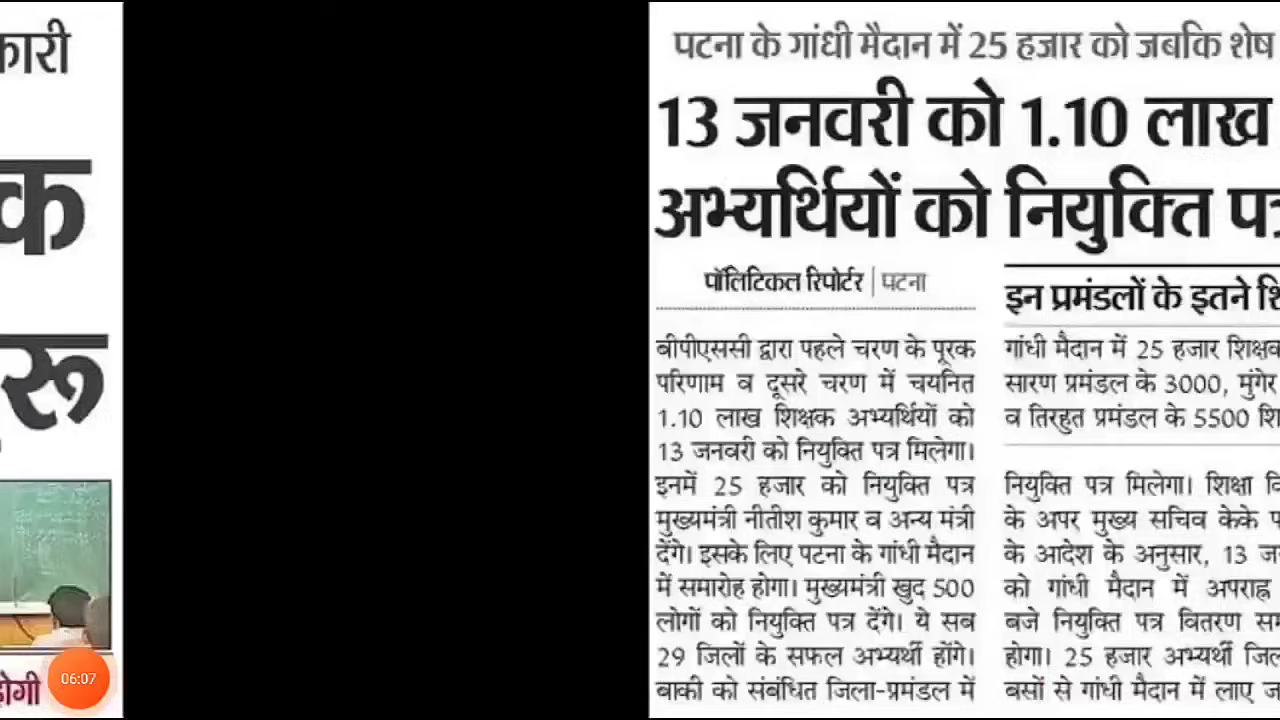 कारी
क
रू
होगी
06:07
पटना के गांधी मैदान में 25 हजार को जबकि शेष
13 जनवरी को 1.10 लाख
अभ्यर्थियों को नियुक्ति
पॉलिटिकल रिपोर्टर | पटना
बीपीएससी द्वारा पहले चरण के पूरक
परिणाम व दूसरे चरण में चयनित
1.10 लाख शिक्षक अभ्यर्थियों को
13 जनवरी को नियुक्ति पत्र मिलेगा।
इनमें 25 हजार को नियुक्ति पत्र
मुख्यमंत्री नीतीश कुमार व अन्य मंत्री
देंगे। इसके लिए पटना के गांधी मैदान
में समारोह होगा। मुख्यमंत्री खुद 500
लोगों को नियुक्ति पत्र देंगे। ये सब
29 जिलों के सफल अभ्यर्थी होंगे।
बाकी को संबंधित जिला-प्रमंडल में
इन प्रमंडलों के इतने
गांधी मैदान में 25 हजार शिक्षक
सारण प्रमंडल के 3000, मुंगेर
व तिरहुत प्रमंडल के 5500
नियुक्ति पत्र मिलेगा। शिक्षा
के अपर मुख्य सचिव केके
के आदेश के अनुसार, 13
को गांधी मैदान में अपराह्न
बजे नियुक्ति पत्र वितरण
होगा। 25 हजार अभ्यर्थी
बसों से गांधी मैदान में लाए